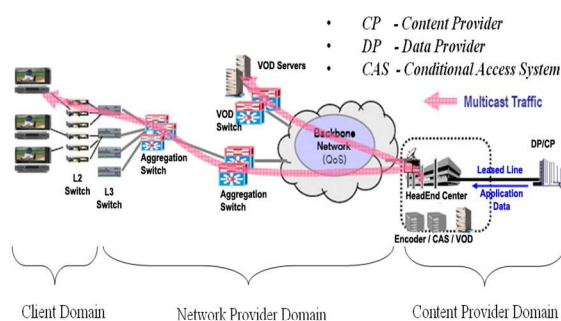 • CP - Content Provider
• DP - Data Provider
• CAS - Conditional Access System
Multicast Traffic
VOD Servers
VOD
Switch
Backbone
Network
(QoS)
DP/CP
Leased Line
Application
Data
HeadEnd Center
Encoder / CAS / VOD
L2
Switch
L3
Switch
Aggregation
Switch
Aggregation
Switch
Client Domain
Network Provider Domain
Content Provider Domain